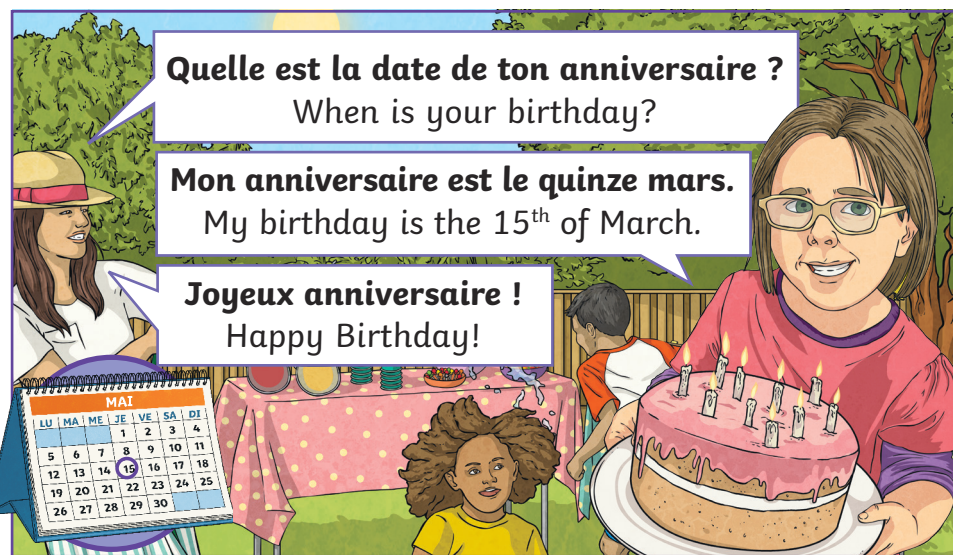 Quelle est la date de ton anniversaire ?
When is your birthday?
Mon anniversaire est le quinze mars.
My birthday is the 15th of March.
Joyeux anniversaire !
Happy Birthday!
MAI
LU MA ME JE VE SA DI
1 2 3 4
5 6 7 8 9 10 11
12 13 14 15 16 17 18
19 20 21 22 23 24 25
26 27 28 29 30